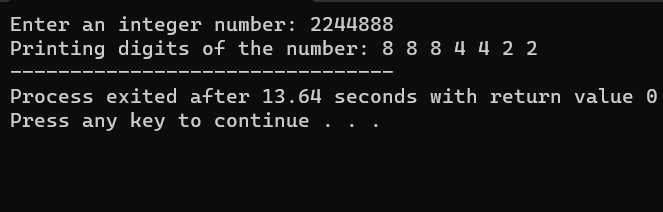 Enter an integer number: 2244888
Printing digits of the number: 8 8 8 4 4 2 2
--------------------------------
Process exited after 13.64 seconds with return value 0
Press any key to continue . . .